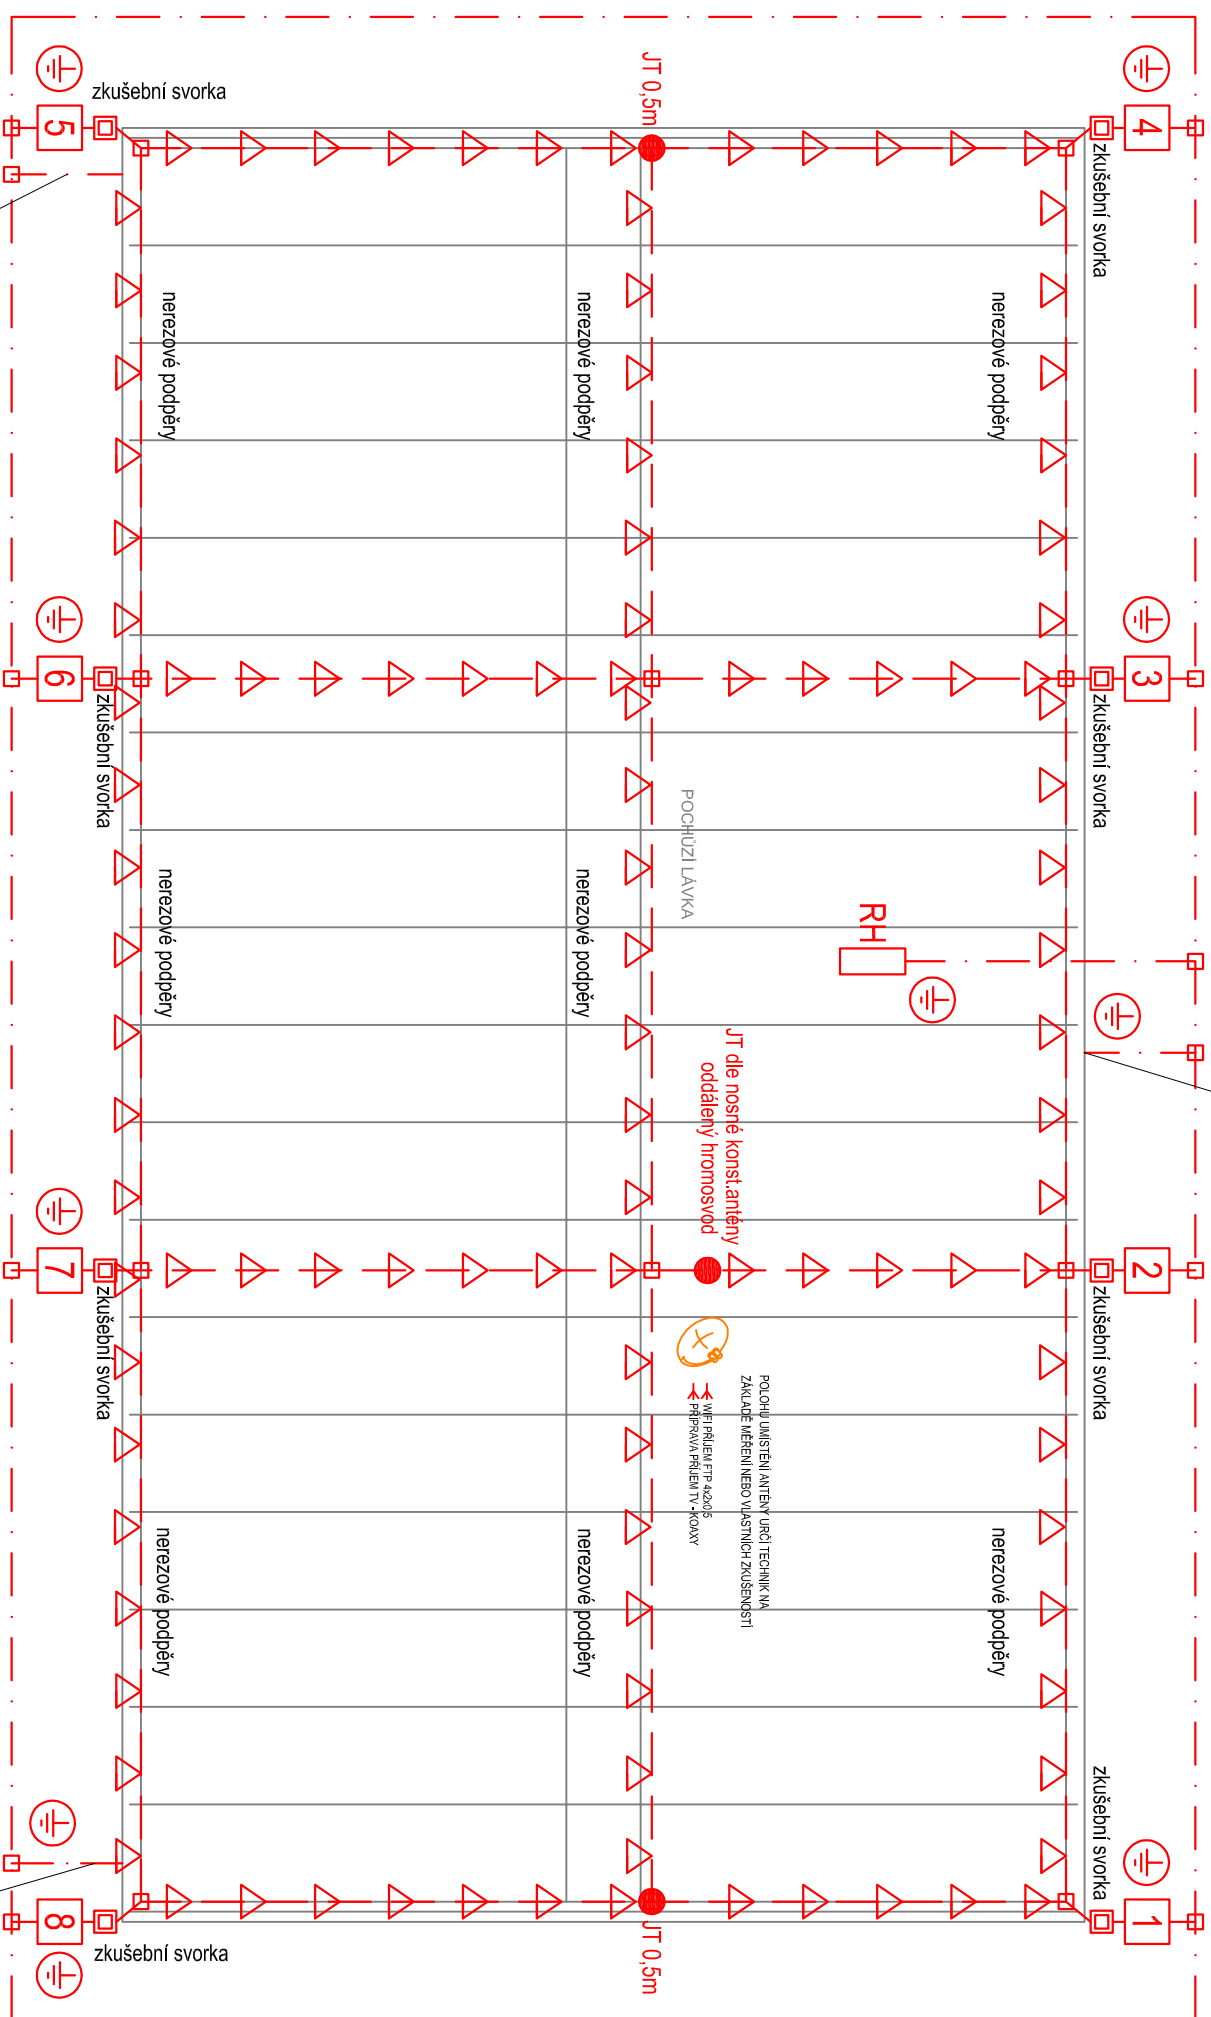 zkušební svorka
5
JT 0,5m
4
zkušební svorka
nerezové podpěry
nerezové podpěry
nerezové podpěry
6
zkušební svorka
3
zkušební svorka
POCHŮZÍ LÁVKA
nerezové podpěry
nerezové podpěry
RH
JT dle nosné konst.antény
oddálený hromosvod
7
zkušební svorka
2
zkušební svorka
POLOHU UMÍSTĚNÍ ANTÉNY URČÍ TECHNIK NA
ZÁKLADĚ MĚŘENÍ NEBO VLASTNÍCH ZKUŠENOSTÍ
WIFI PŘÍJEM FTP 4x2x0,5
PŘÍPRAVA PŘÍJEM TV - KOAXY
nerezové podpěry
nerezové podpěry
nerezové podpěry
zkušební svorka
8
zkušební svorka
JT 0,5m
1